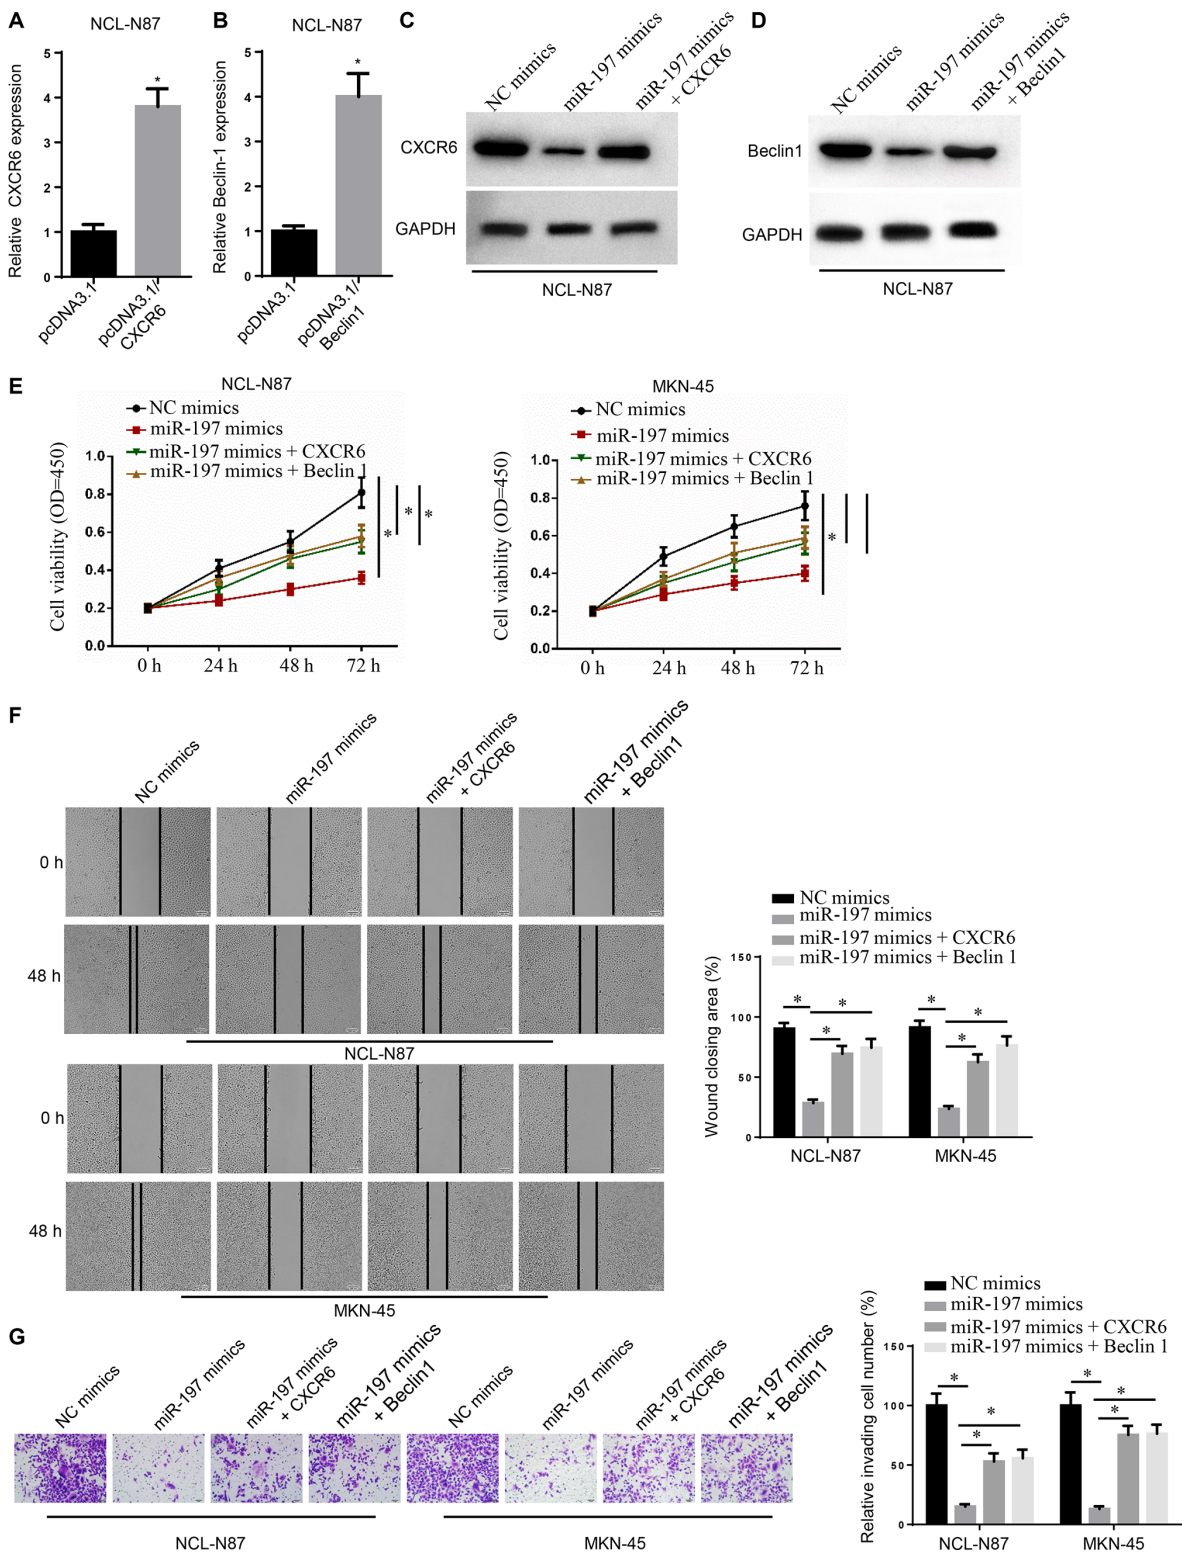 A
NCL-N87
Relative CXCR6 expression
5
4
3
2
1
0
*
pcDNA3.1
pcDNA3.1/
CXCR6
B
NCL-N87
Relative Beclin-1 expression
5
4
3
2
1
0
*
pcDNA3.1
pcDNA3.1/
Beclin1
C
NC mimics
miR-197 mimics
miR-197 mimics
+ CXCR6
CXCR6
GAPDH
NCL-N87
D
NC mimics
miR-197 mimics
miR-197 mimics
+ Beclin1
Beclin1
GAPDH
NCL-N87
E
NCL-N87
NC mimics
miR-197 mimics
miR-197 mimics + CXCR6
miR-197 mimics + Beclin 1
Cell viability (OD=450)
1.0
0.8
0.6
0.4
0.2
0.0
0 h
24 h
48 h
72 h
*
*
*
MKN-45
NC mimics
miR-197 mimics
miR-197 mimics + CXCR6
miR-197 mimics + Beclin 1
Cell viability (OD=450)
1.0
0.8
0.6
0.4
0.2
0.0
0 h
24 h
48 h
72 h
*
F
NC mimics
miR-197 mimics
miR-197 mimics
+ CXCR6
miR-197 mimics
+ Beclin1
0 h
48 h
NCL-N87
0 h
48 h
MKN-45
NC mimics
miR-197 mimics
miR-197 mimics + CXCR6
miR-197 mimics + Beclin 1
Wound closing area (%)
150
100
50
0
*
*
*
*
*
*
NCL-N87
MKN-45
G
NC mimics
miR-197 mimics
miR-197 mimics
+ CXCR6
miR-197 mimics
+ Beclin1
NC mimics
miR-197 mimics
miR-197 mimics
+ CXCR6
miR-197 mimics
+ Beclin1
NCL-N87
MKN-45
NC mimics
miR-197 mimics
miR-197 mimics + CXCR6
miR-197 mimics + Beclin 1
Relative invading cell number (%)
150
100
50
0
*
*
*
*
*
*
NCL-N87
MKN-45